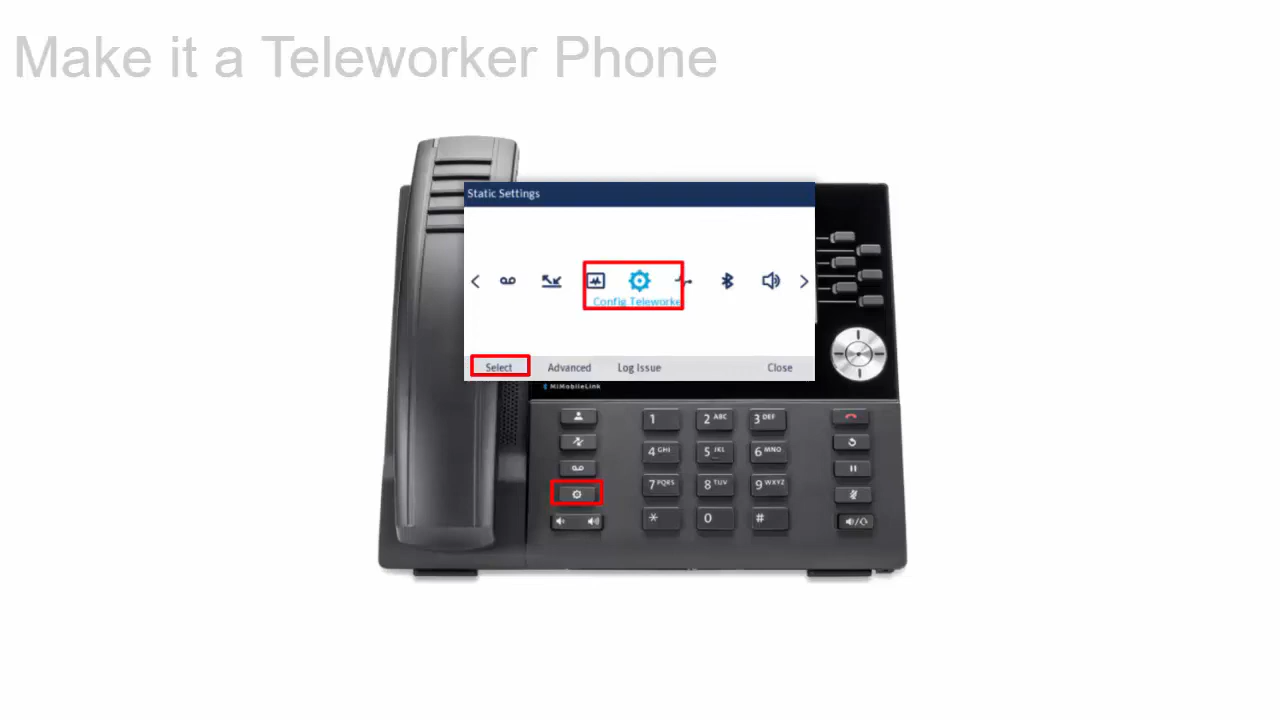 Make it a Teleworker Phone
Static Settings
Config Teleworke
Select Advanced Log Issue Close
MiMobileLink
1 2 ABC 3 DEF
4 GHI 5 JKL 6 MNO
7 PQRS 8 TUV 9 WXYZ
* 0 #